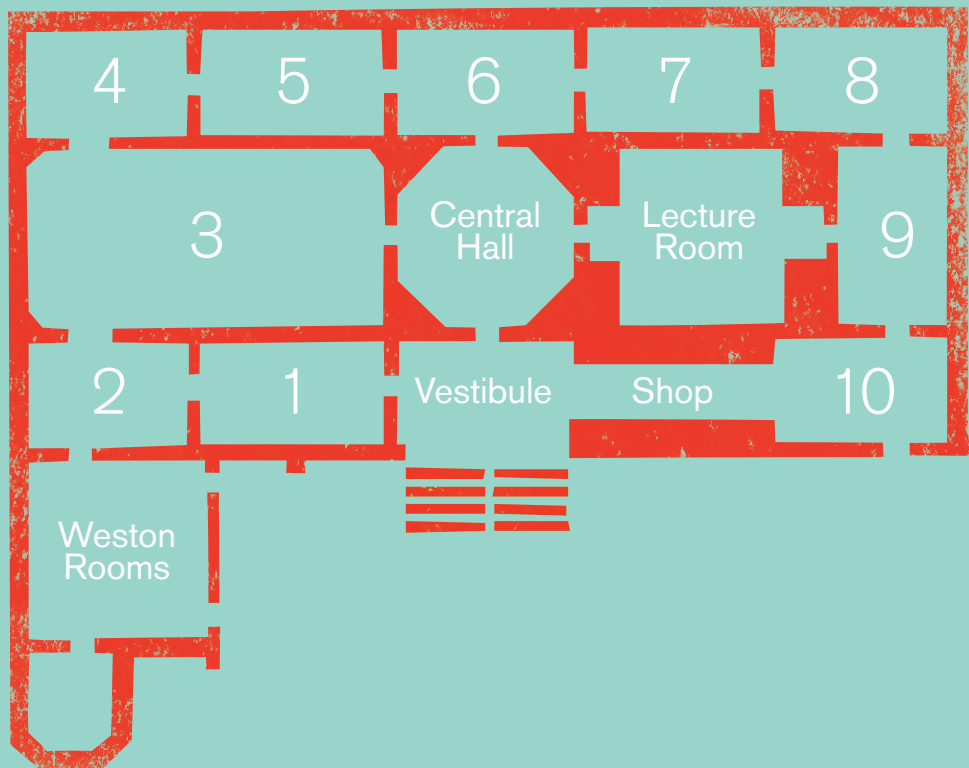 4
5
6
7
8
3
Central
Hall
Lecture
Room
9
2
1
Vestibule
Shop
10
Weston
Rooms